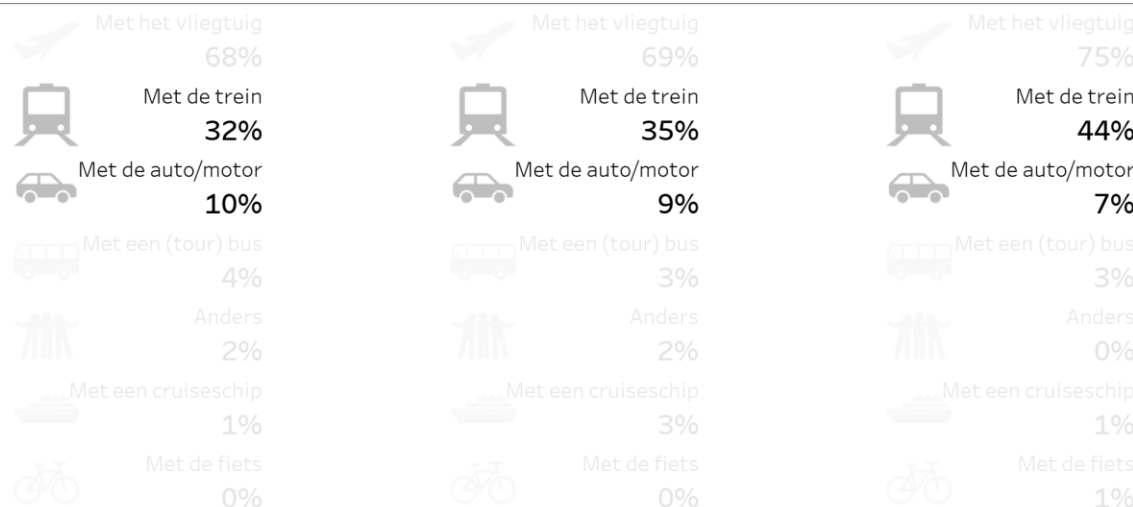 Met het vliegtuig
68%
Met de trein
32%
Met de auto/motor
10%
Met een (tour) bus
4%
Anders
2%
Met een cruiseschip
1%
Met de fiets
0%
Met het vliegtuig
69%
Met de trein
35%
Met de auto/motor
9%
Met een (tour) bus
3%
Anders
2%
Met een cruiseschip
3%
Met de fiets
0%
Met het vliegtuig
75%
Met de trein
44%
Met de auto/motor
7%
Met een (tour) bus
3%
Anders
0%
Met een cruiseschip
1%
Met de fiets
1%